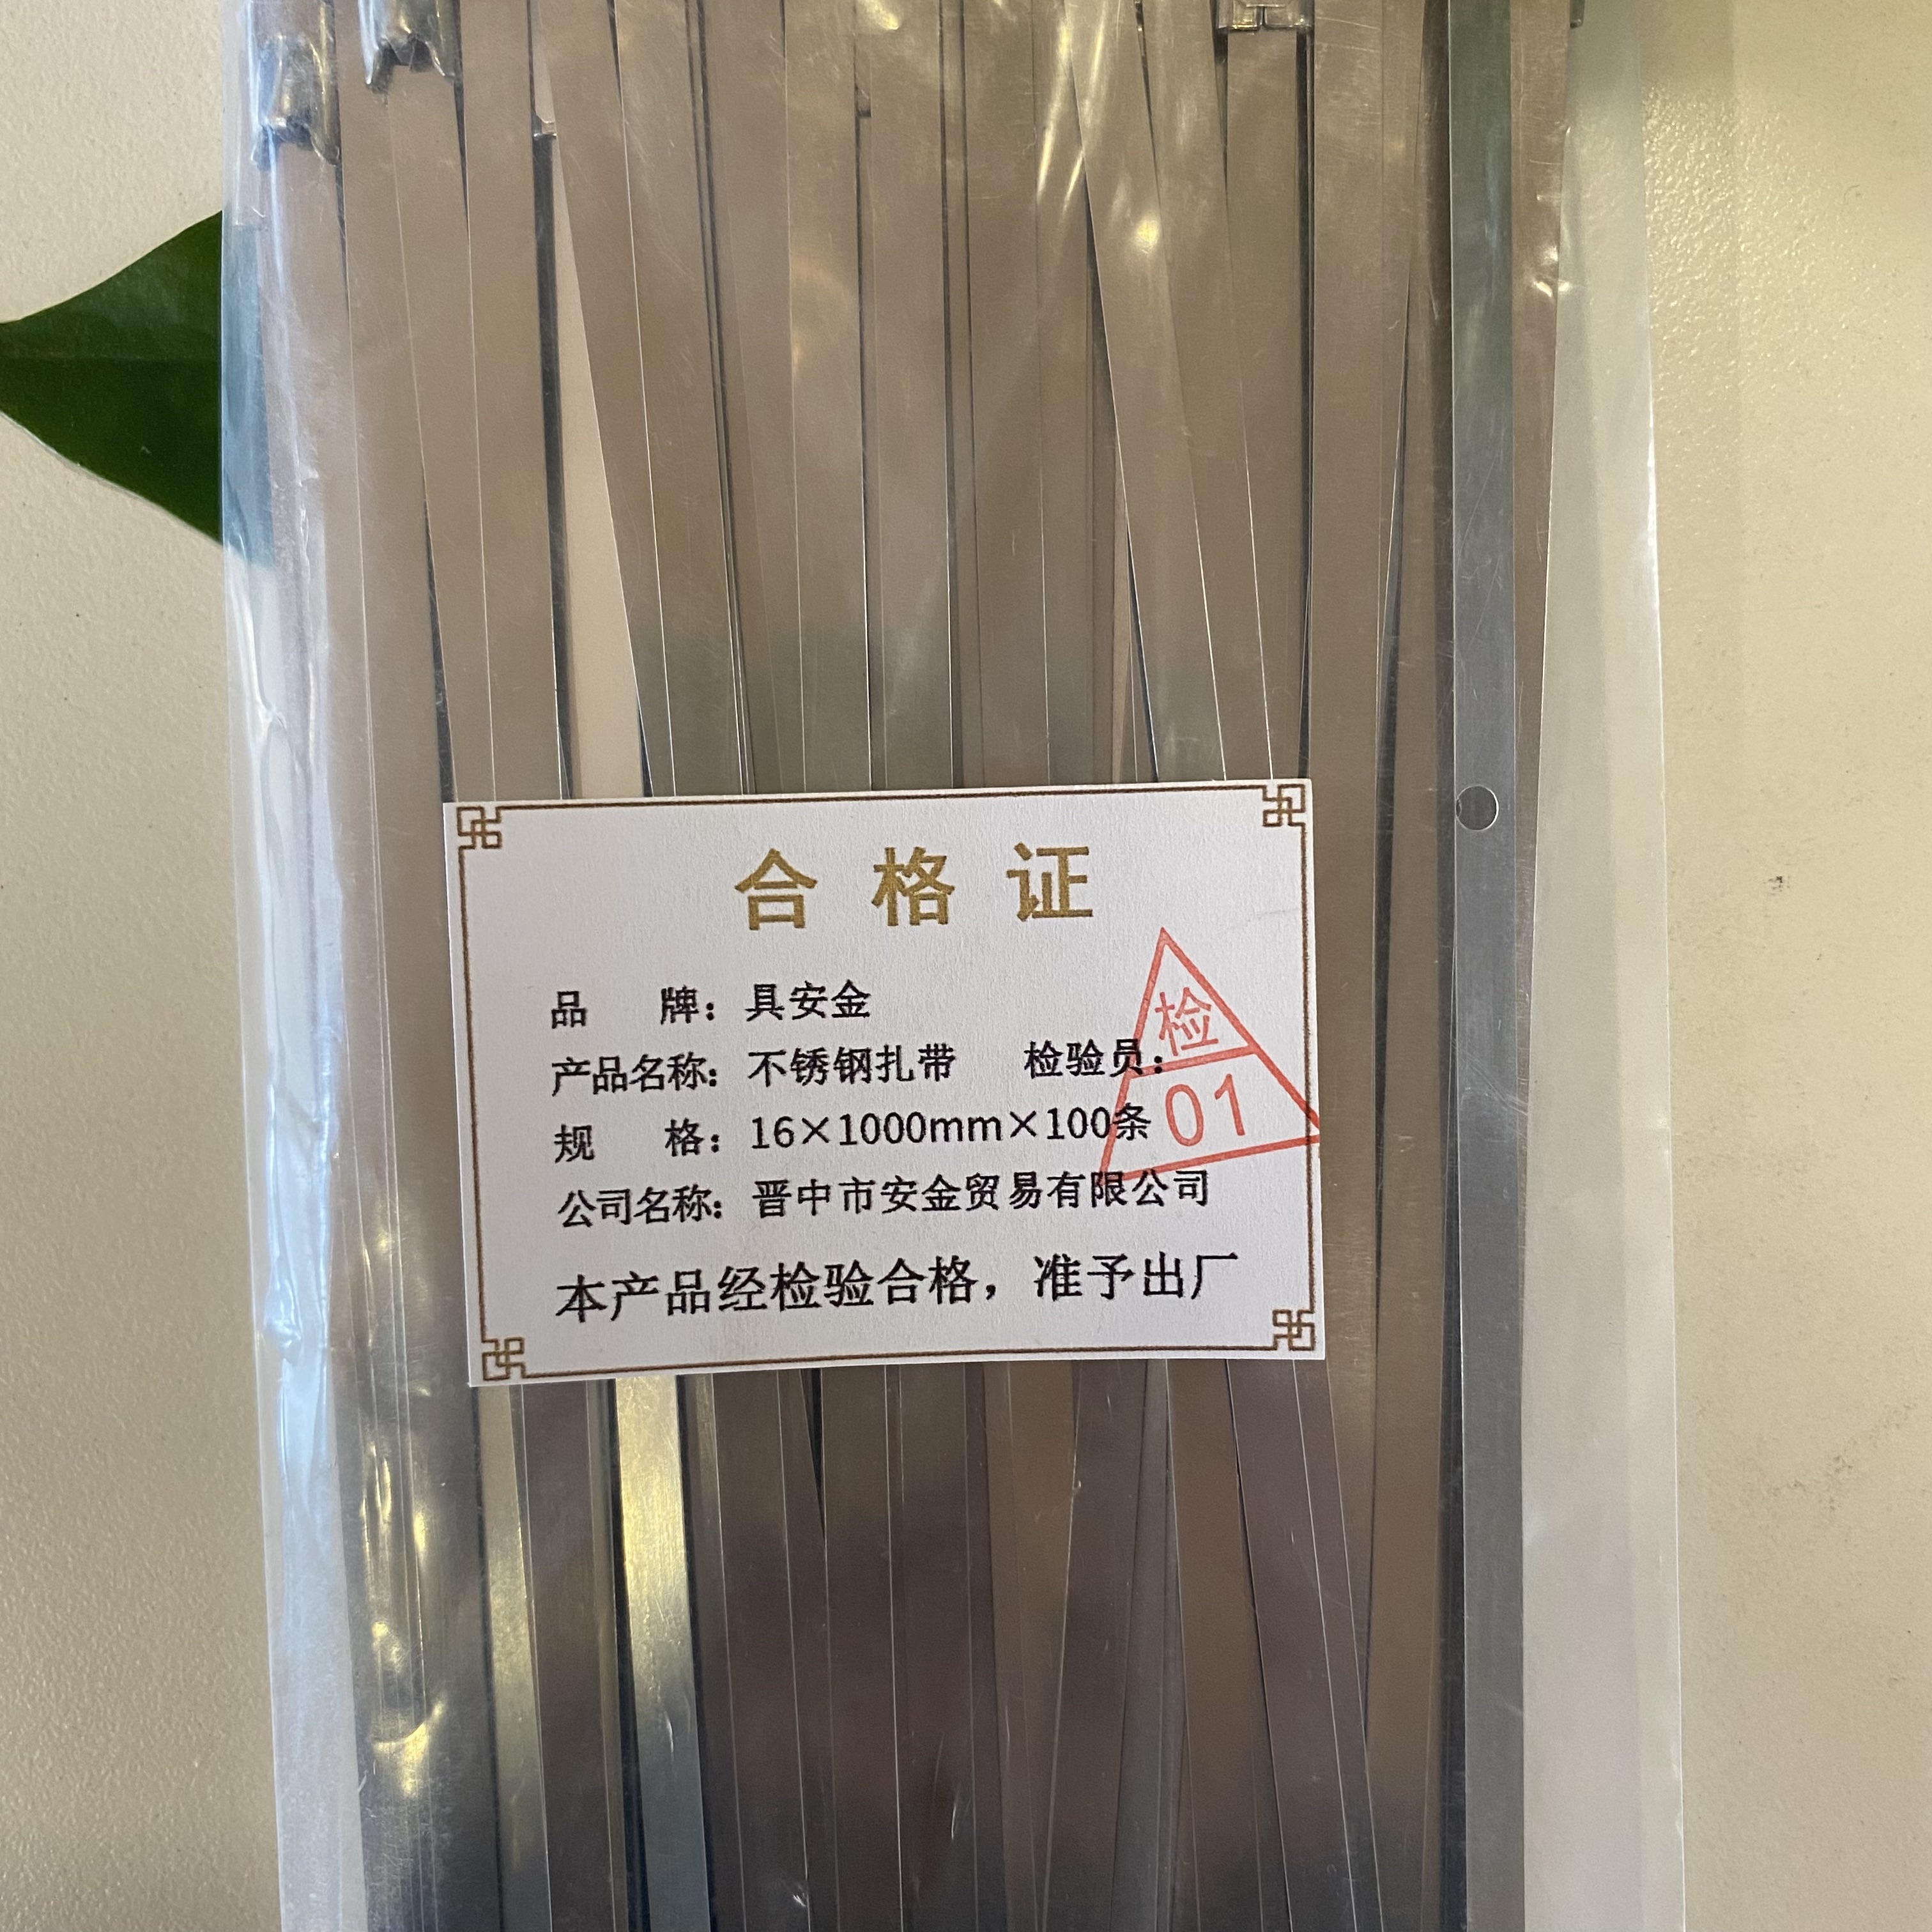 合格证
品 牌：具安金
产品名称：不锈钢扎带 检验员：
检
01
规 格：16×1000mm×100条
公司名称：晋中市安金贸易有限公司
本产品经检验合格，准予出厂